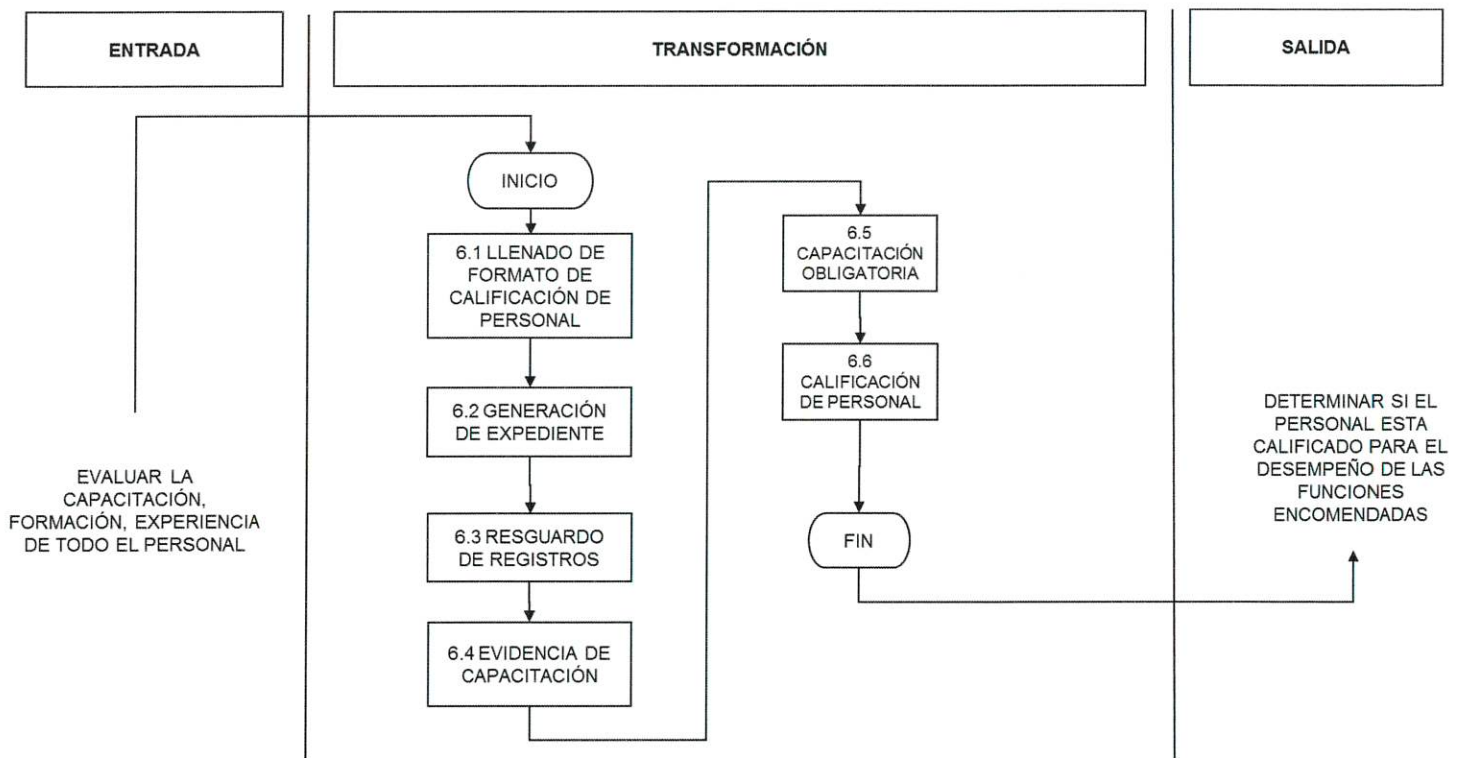 ENTRADA
TRANSFORMACIÓN
SALIDA
EVALUAR LA
CAPACITACIÓN,
FORMACIÓN, EXPERIENCIA
DE TODO EL PERSONAL
INICIO
6.1 LLENADO DE
FORMATO DE
CALIFICACIÓN DE
PERSONAL
6.2 GENERACIÓN
DE EXPEDIENTE
6.3 RESGUARDO
DE REGISTROS
6.4 EVIDENCIA DE
CAPACITACIÓN
6.5
CAPACITACIÓN
OBLIGATORIA
6.6
CALIFICACIÓN
DE PERSONAL
FIN
DETERMINAR SI EL
PERSONAL ESTA
CALIFICADO PARA EL
DESEMPEÑO DE LAS
FUNCIONES
ENCOMENDADAS